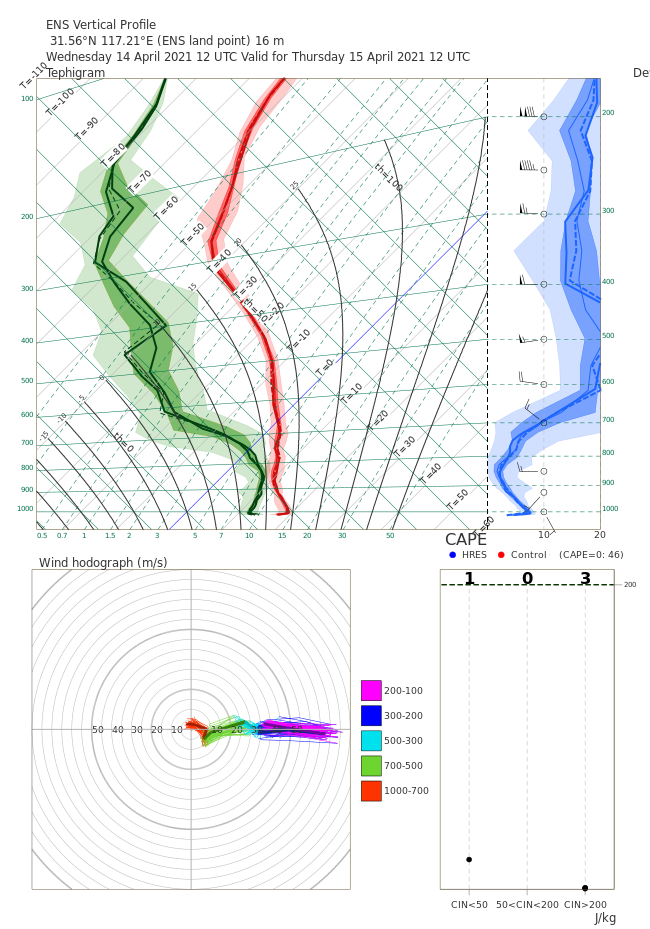 ENS Vertical Profile
31.56°N 117.21°E (ENS land point) 16 m
Wednesday 14 April 2021 12 UTC Valid for Thursday 15 April 2021 12 UTC
Tephigram
De
T=-110
T=-100
T=-90
T=-80
T=-70
T=-60
T=-50
T=-40
T=-30
T=-20
T=-10
T=0
T=10
T=20
T=30
T=40
T=50
T=60
th=0
th=50
th=100
-15
-10
-5
15
20
25
100
200
300
400
500
600
700
800
900
1000
200
300
400
500
600
700
800
900
1000
0.5 0.7 1 1.5 2 3 5 7 10 15 20 30 50
10 20
CAPE
HRES Control (CAPE=0: 46)
1 0 3
200
CIN<50 50<CIN<200 CIN>200
J/kg
Wind hodograph (m/s)
50 40 30 20 10 10 20 30
200-100
300-200
500-300
700-500
1000-700